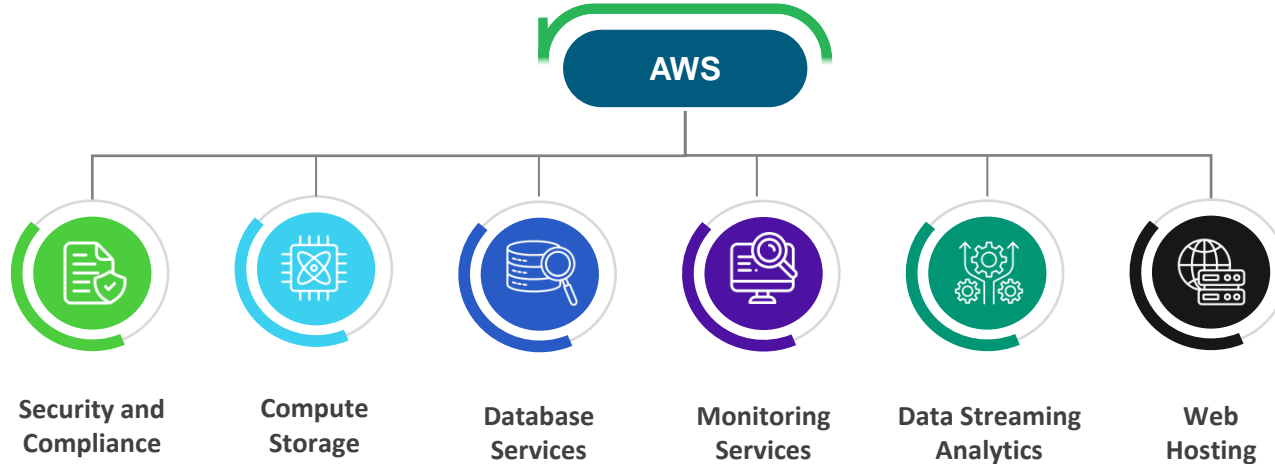 AWS
Security and
Compliance
Compute
Storage
Database
Services
Monitoring
Services
Data Streaming
Analytics
Web
Hosting